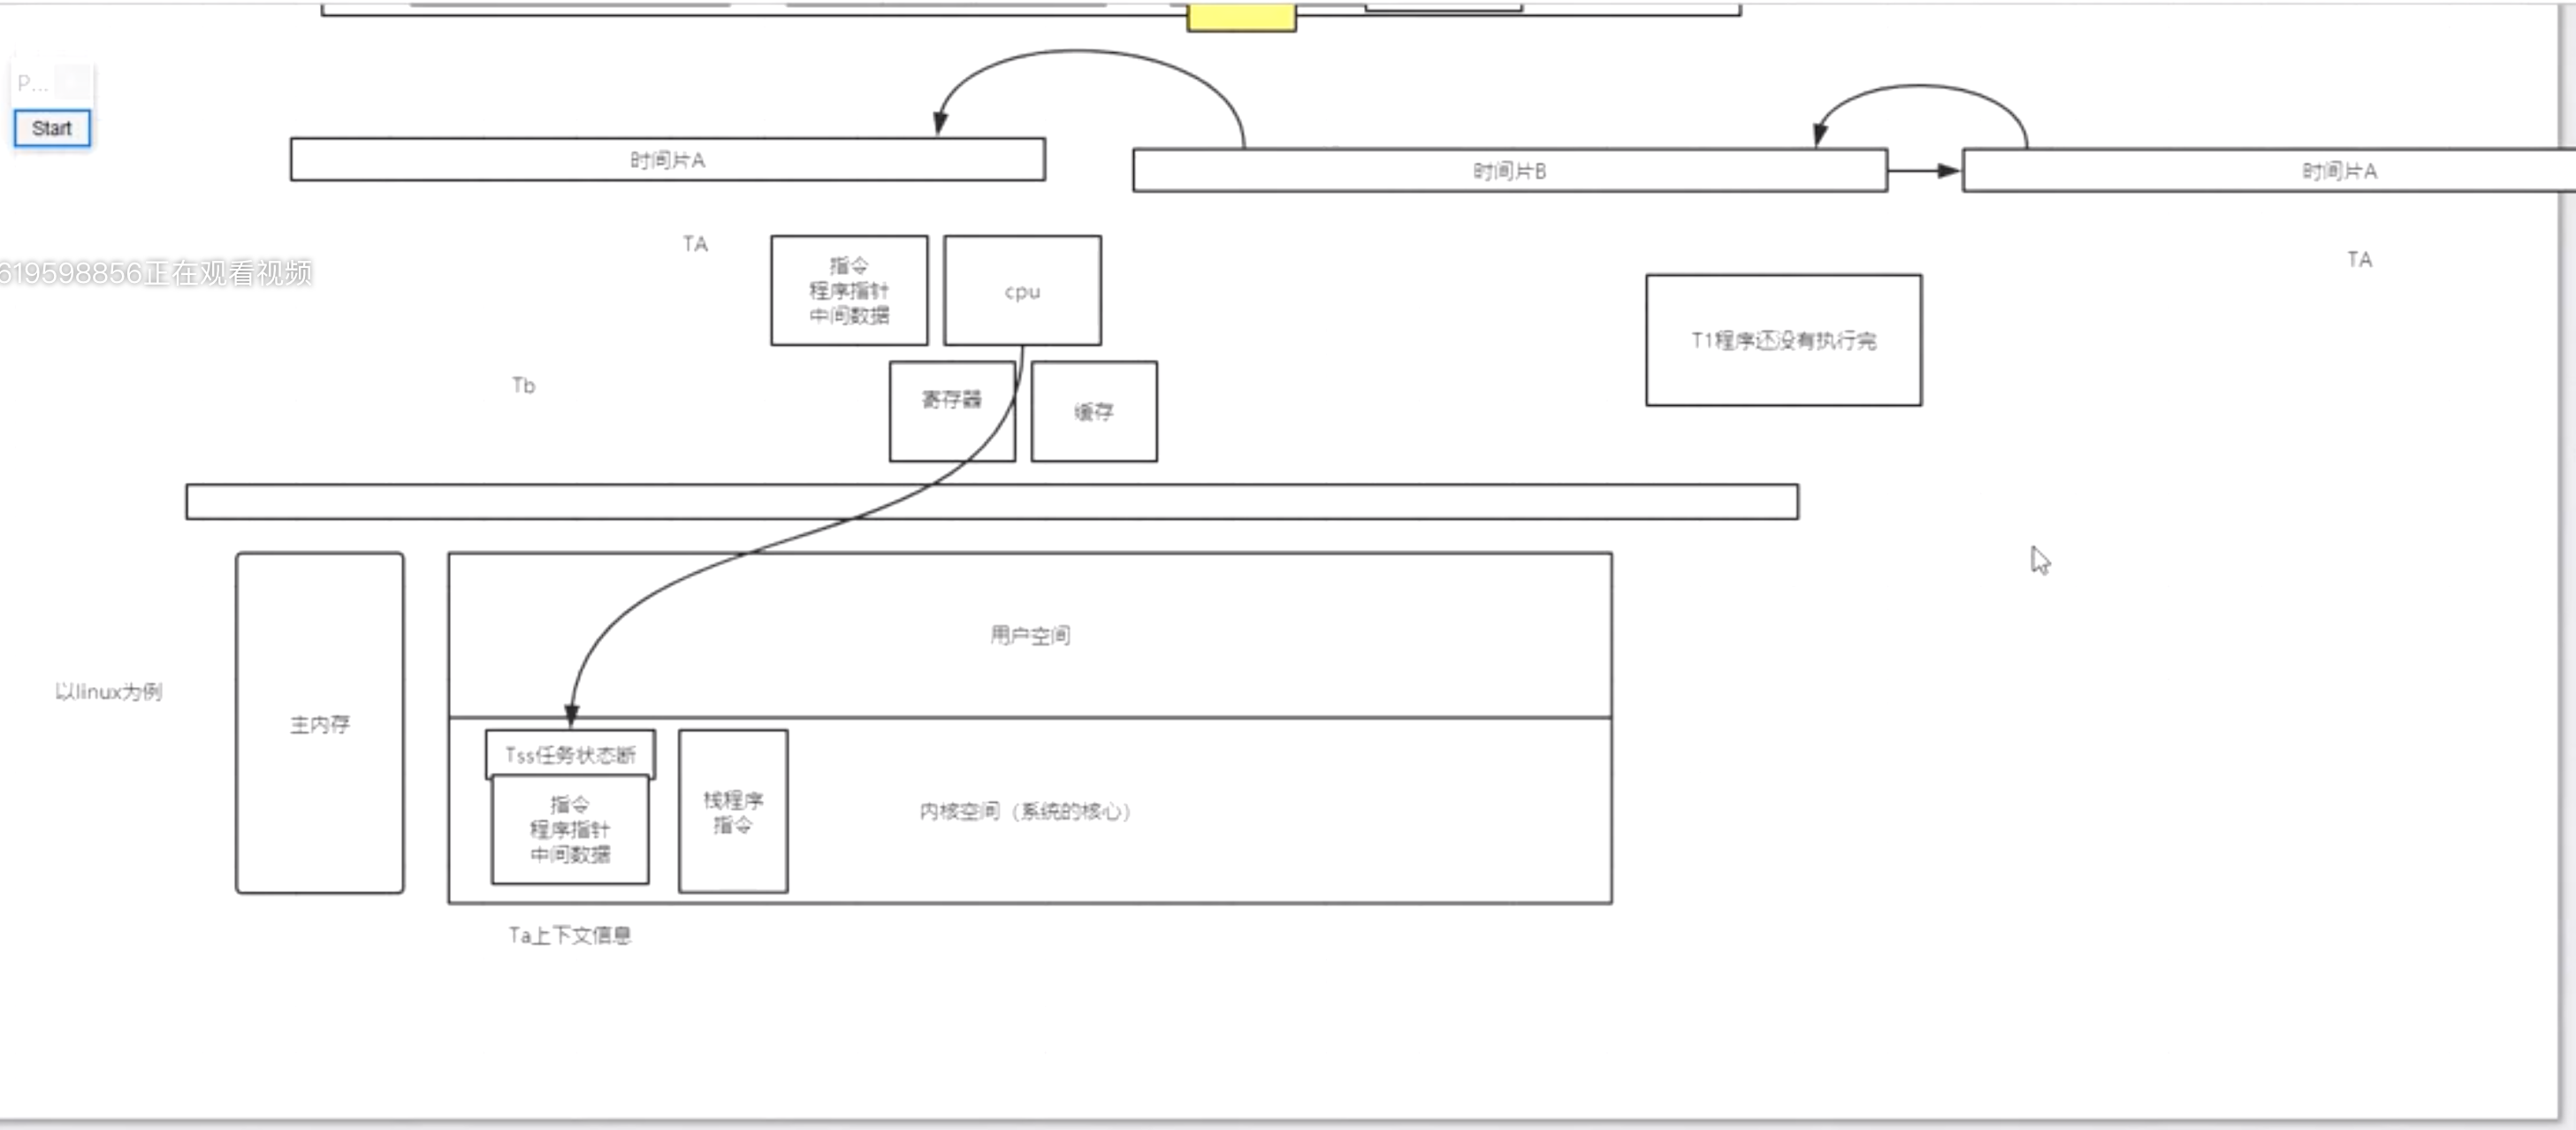 P...
Start
时间片A
时间片B
时间片A
TA
TA
619598856正在观看视频
指令
程序指针
中间数据
cpu
T1程序还没有执行完
Tb
寄存器
缓存
用户空间
以linux为例
主内存
Tss任务状态断
指令
程序指针
中间数据
栈程序
指令
内核空间（系统的核心）
Ta上下文信息